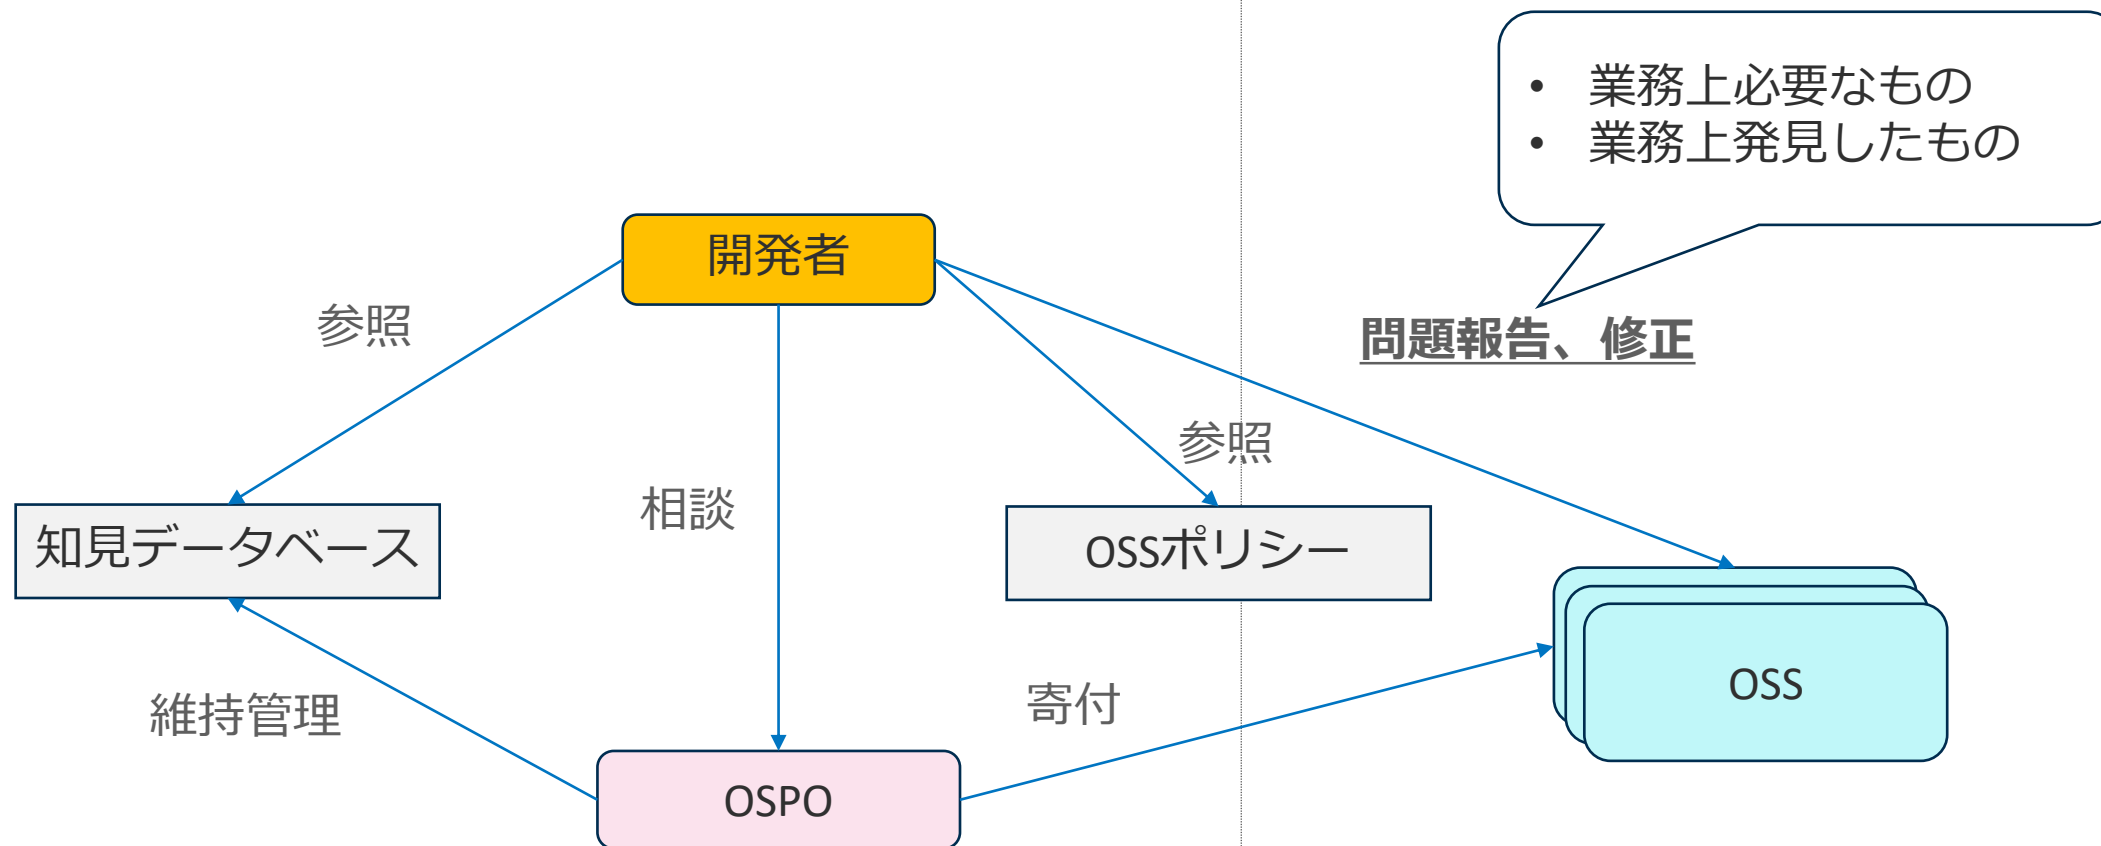 • 業務上必要なもの
• 業務上発見したもの
開発者
参照
問題報告、修正
参照
相談
知見データベース
OSSポリシー
OSS
維持管理
寄付
OSPO